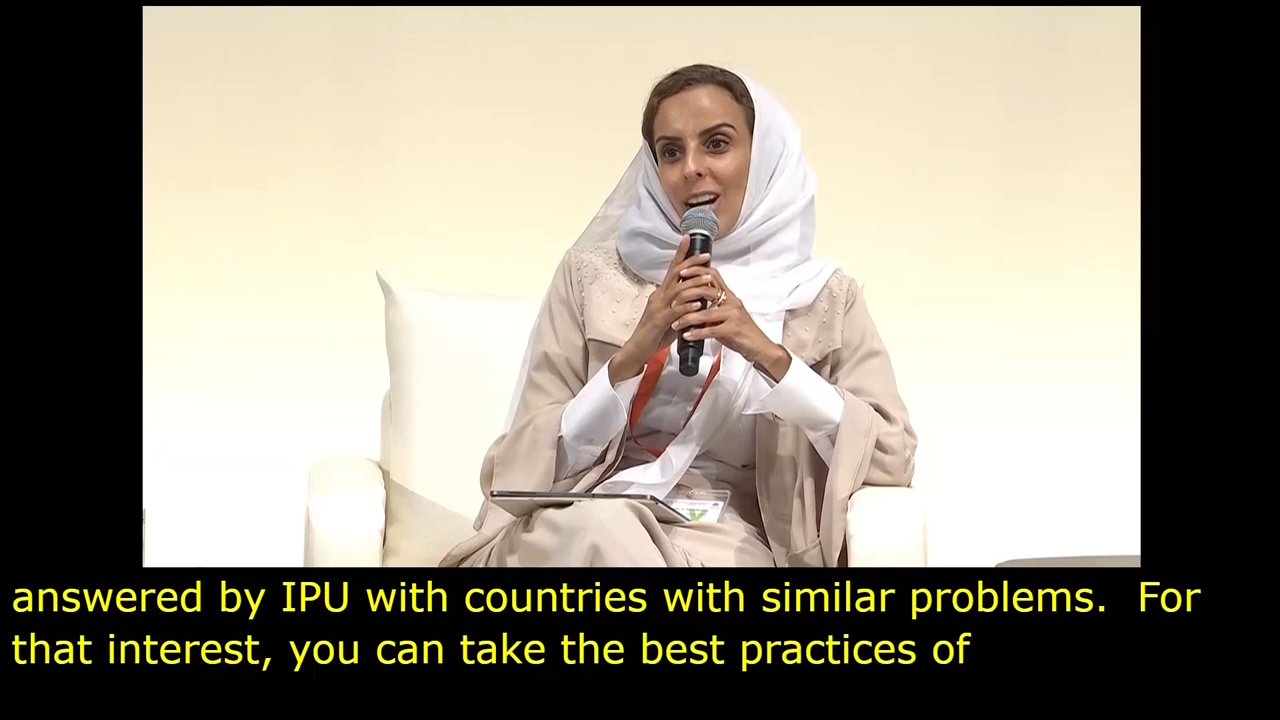 answered by IPU with countries with similar problems.  For
that interest, you can take the best practices of